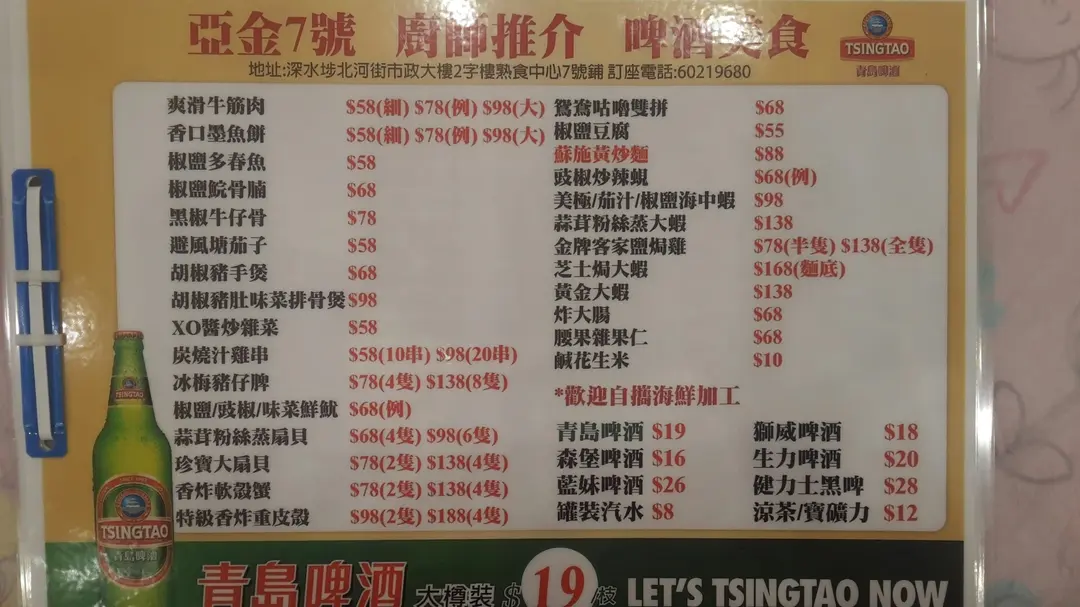 亞金7號 廚師推介 啤酒美食
TSINGTAO
青島啤酒
地址:深水埗北河街市政大樓2字樓熟食中心7號鋪 訂座電話:60219680
爽滑牛筋肉 $58(細) $78(例) $98(大)
香口墨魚餅 $58(細) $78(例) $98(大)
椒鹽多春魚 $58
椒鹽鯇骨腩 $68
黑椒牛仔骨 $78
避風塘茄子 $58
胡椒豬手煲 $68
胡椒豬肚味菜排骨煲 $98
XO醬炒雜菜 $58
炭燒汁雞串 $58(10串) $98(20串)
冰梅豬仔脾 $78(4隻) $138(8隻)
椒鹽/豉椒/味菜鮮魷 $68(例)
蒜茸粉絲蒸扇貝 $68(4隻) $98(6隻)
珍寶大扇貝 $78(2隻) $138(4隻)
香炸軟殼蟹 $78(2隻) $138(4隻)
特級香炸重皮殼 $98(2隻) $188(4隻)
鴛鴦咕嚕雙拼 $68
椒鹽豆腐 $55
蘇施黃炒麵 $88
豉椒炒辣蜆 $68(例)
美極/茄汁/椒鹽海中蝦 $98
蒜茸粉絲蒸大蝦 $138
金牌客家鹽焗雞 $78(半隻) $138(全隻)
芝士焗大蝦 $168(麵底)
黃金大蝦 $138
炸大腸 $68
腰果雜果仁 $68
鹹花生米 $10
*歡迎自攜海鮮加工
青島啤酒 $19 獅威啤酒 $18
森堡啤酒 $16 生力啤酒 $20
藍妹啤酒 $26 健力士黑啤 $28
罐裝汽水 $8 涼茶/寶礦力 $12
TSINGTAO
TSINGTAO
青島啤酒
青島啤酒 大樽裝 $19/枝 LET'S TSINGTAO NOW